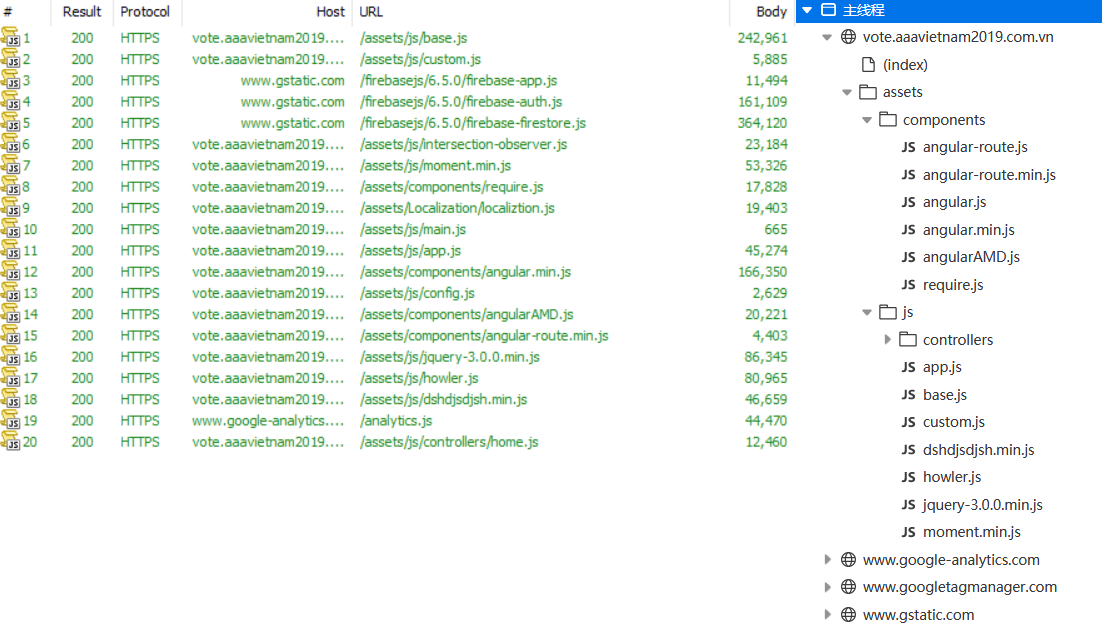 # Result Protocol Host URL Body
1 200 HTTPS vote.aaavietnam2019.... /assets/js/base.js 242,961
2 200 HTTPS vote.aaavietnam2019.... /assets/js/custom.js 5,885
3 200 HTTPS www.gstatic.com /firebasejs/6.5.0/firebase-app.js 11,494
4 200 HTTPS www.gstatic.com /firebasejs/6.5.0/firebase-auth.js 161,109
5 200 HTTPS www.gstatic.com /firebasejs/6.5.0/firebase-firestore.js 364,120
6 200 HTTPS vote.aaavietnam2019.... /assets/js/intersection-observer.js 23,184
7 200 HTTPS vote.aaavietnam2019.... /assets/js/moment.min.js 53,326
8 200 HTTPS vote.aaavietnam2019.... /assets/components/require.js 17,828
9 200 HTTPS vote.aaavietnam2019.... /assets/Localization/localiztion.js 19,403
10 200 HTTPS vote.aaavietnam2019.... /assets/js/main.js 665
11 200 HTTPS vote.aaavietnam2019.... /assets/js/app.js 45,274
12 200 HTTPS vote.aaavietnam2019.... /assets/components/angular.min.js 166,350
13 200 HTTPS vote.aaavietnam2019.... /assets/js/config.js 2,629
14 200 HTTPS vote.aaavietnam2019.... /assets/components/angularAMD.js 20,221
15 200 HTTPS vote.aaavietnam2019.... /assets/components/angular-route.min.js 4,403
16 200 HTTPS vote.aaavietnam2019.... /assets/js/jquery-3.0.0.min.js 86,345
17 200 HTTPS vote.aaavietnam2019.... /assets/js/howler.js 80,965
18 200 HTTPS vote.aaavietnam2019.... /assets/js/dshdjsdjsh.min.js 46,659
19 200 HTTPS www.google-analytics.... /analytics.js 44,470
20 200 HTTPS vote.aaavietnam2019.... /assets/js/controllers/home.js 12,460
主线程
vote.aaavietnam2019.com.vn
(index)
assets
components
JS angular-route.js
JS angular-route.min.js
JS angular.js
JS angular.min.js
JS angularAMD.js
JS require.js
js
controllers
JS app.js
JS base.js
JS custom.js
JS dshdjsdjsh.min.js
JS howler.js
JS jquery-3.0.0.min.js
JS moment.min.js
www.google-analytics.com
www.googletagmanager.com
www.gstatic.com